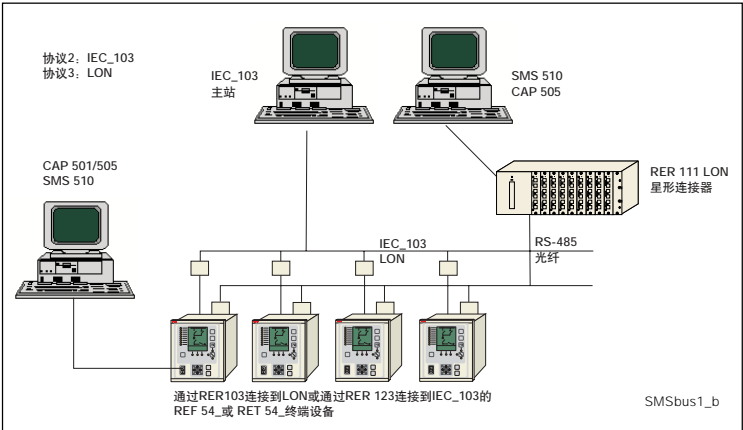 协议2：IEC_103
协议3：LON
IEC_103
主站
SMS 510
CAP 505
CAP 501/505
SMS 510
RER 111 LON
星形连接器
IEC_103
LON
RS-485
光纤
通过RER103连接到LON或通过RER 123连接到IEC_103的
REF 54_或 RET 54_终端设备
SMSbus1_b